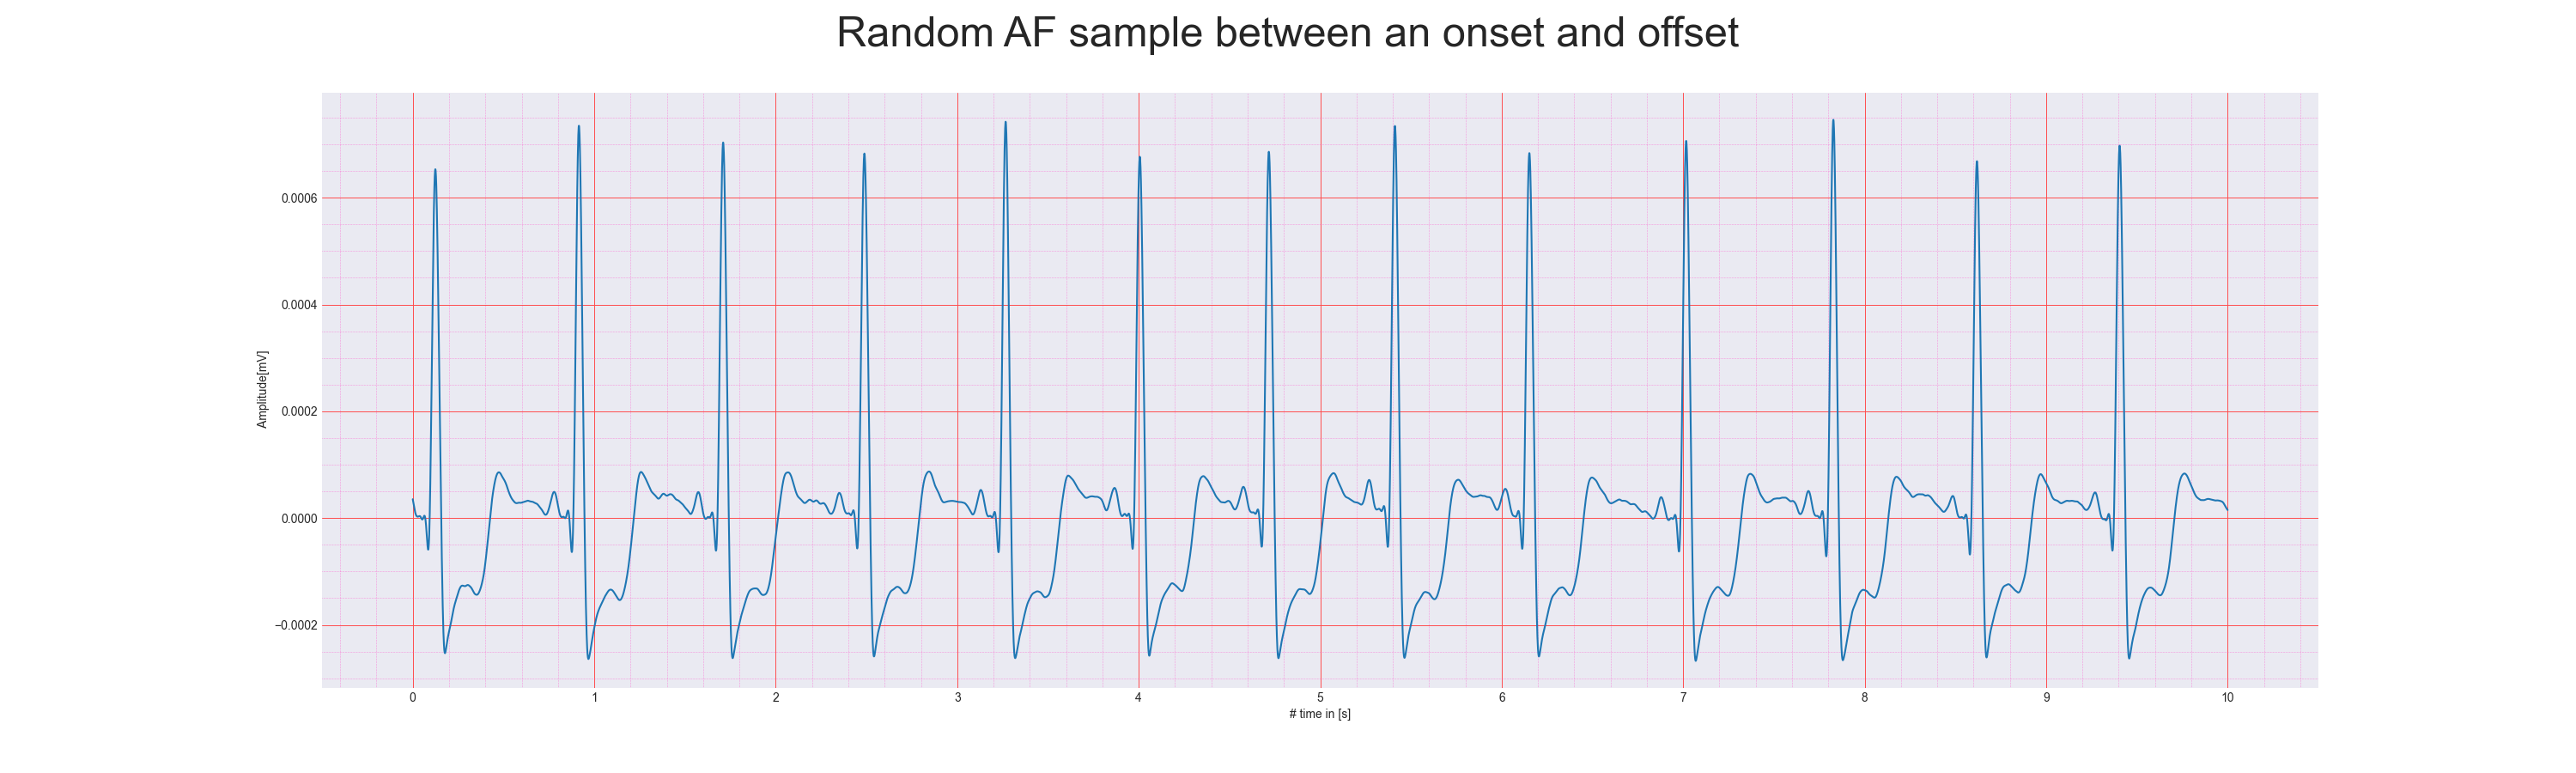 Random AF sample between an onset and offset
Amplitude[mV]
0.0006
0.0004
0.0002
0.0000
−0.0002
0 1 2 3 4 5 6 7 8 9 10
# time in [s]